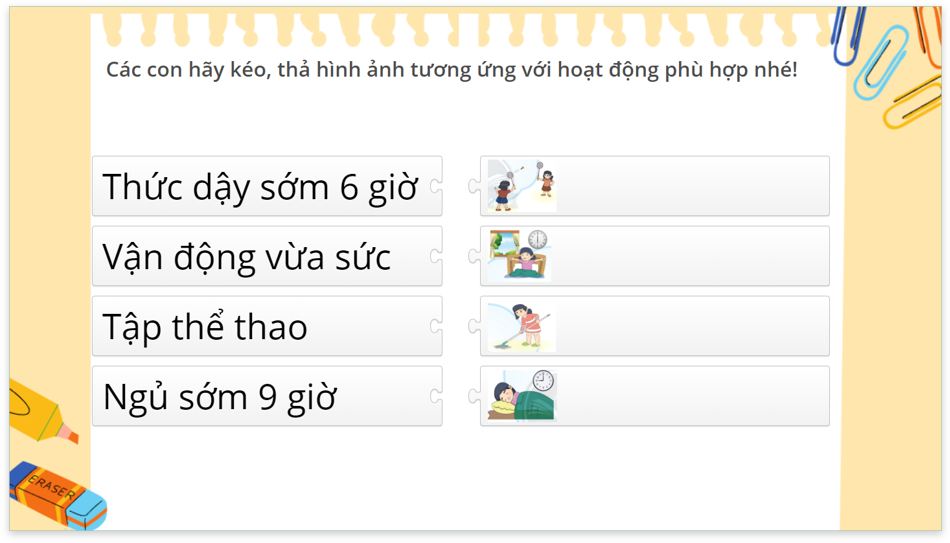 Các con hãy kéo, thả hình ảnh tương ứng với hoạt động phù hợp nhé!
Thức dậy sớm 6 giờ
Vận động vừa sức
Tập thể thao
Ngủ sớm 9 giờ
ERASER